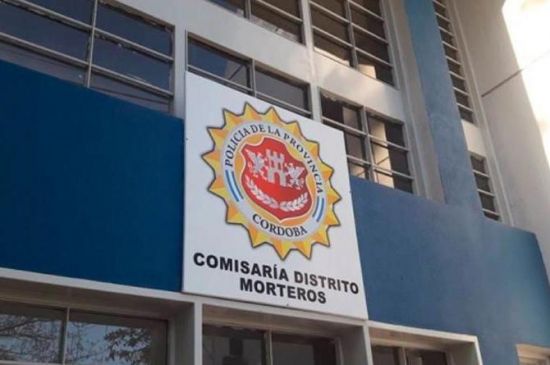 POLICIA DE LA PROVINCIA
CORDOBA
COMISARÍA DISTRITO
MORTEROS